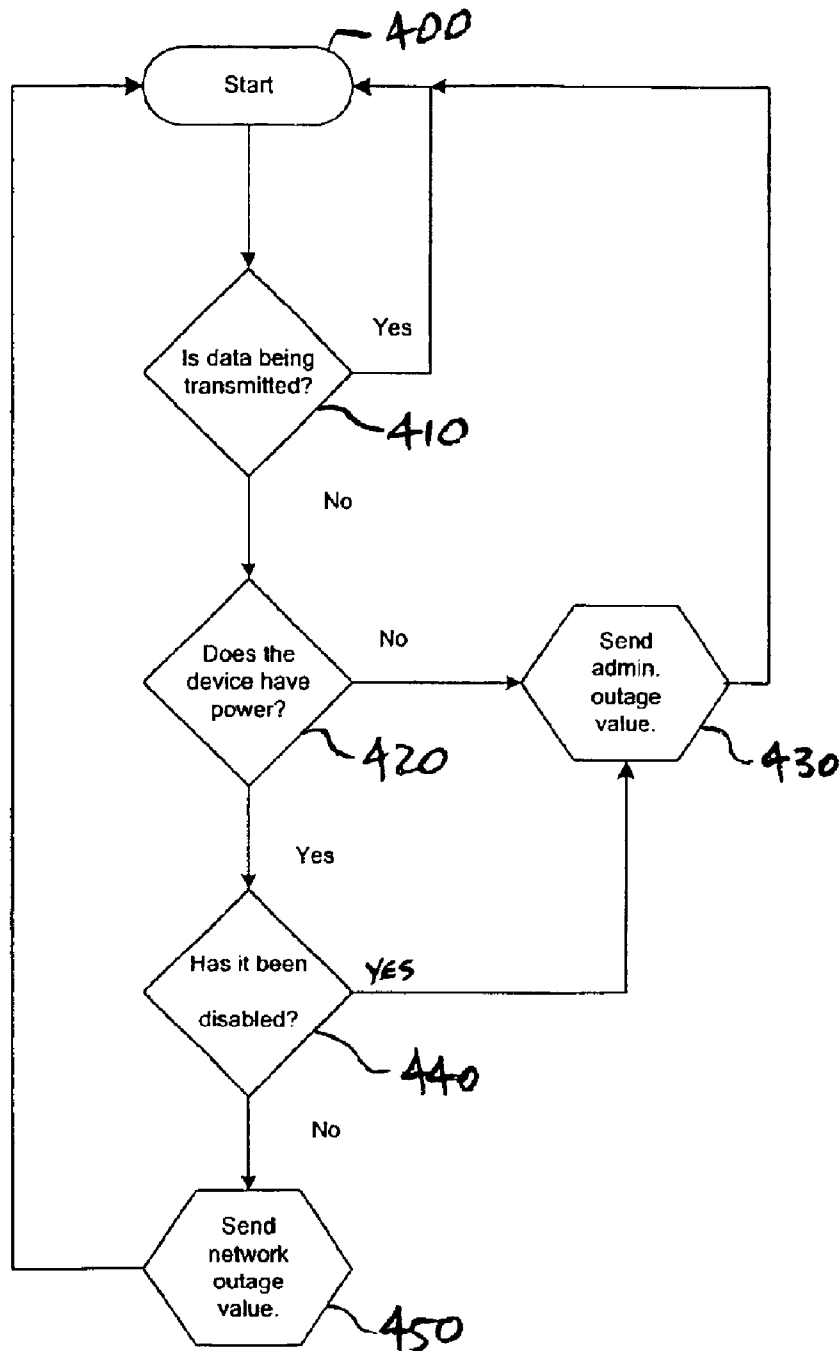 400
Start
Yes
Is data being
transmitted?
410
No
Does the
device have
power?
No
Send
admin.
outage
value.
420
430
Yes
Has it been
disabled?
YES
440
No
Send
network
outage
value.
450